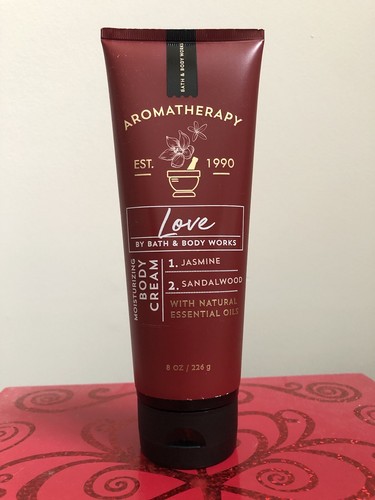 BATH & BODY WORKS
AROMATHERAPY
EST. 1990
Love
BY BATH & BODY WORKS
MOISTURIZING
BODY
CREAM
1. JASMINE
2. SANDALWOOD
WITH NATURAL
ESSENTIAL OILS
8 OZ / 226 g